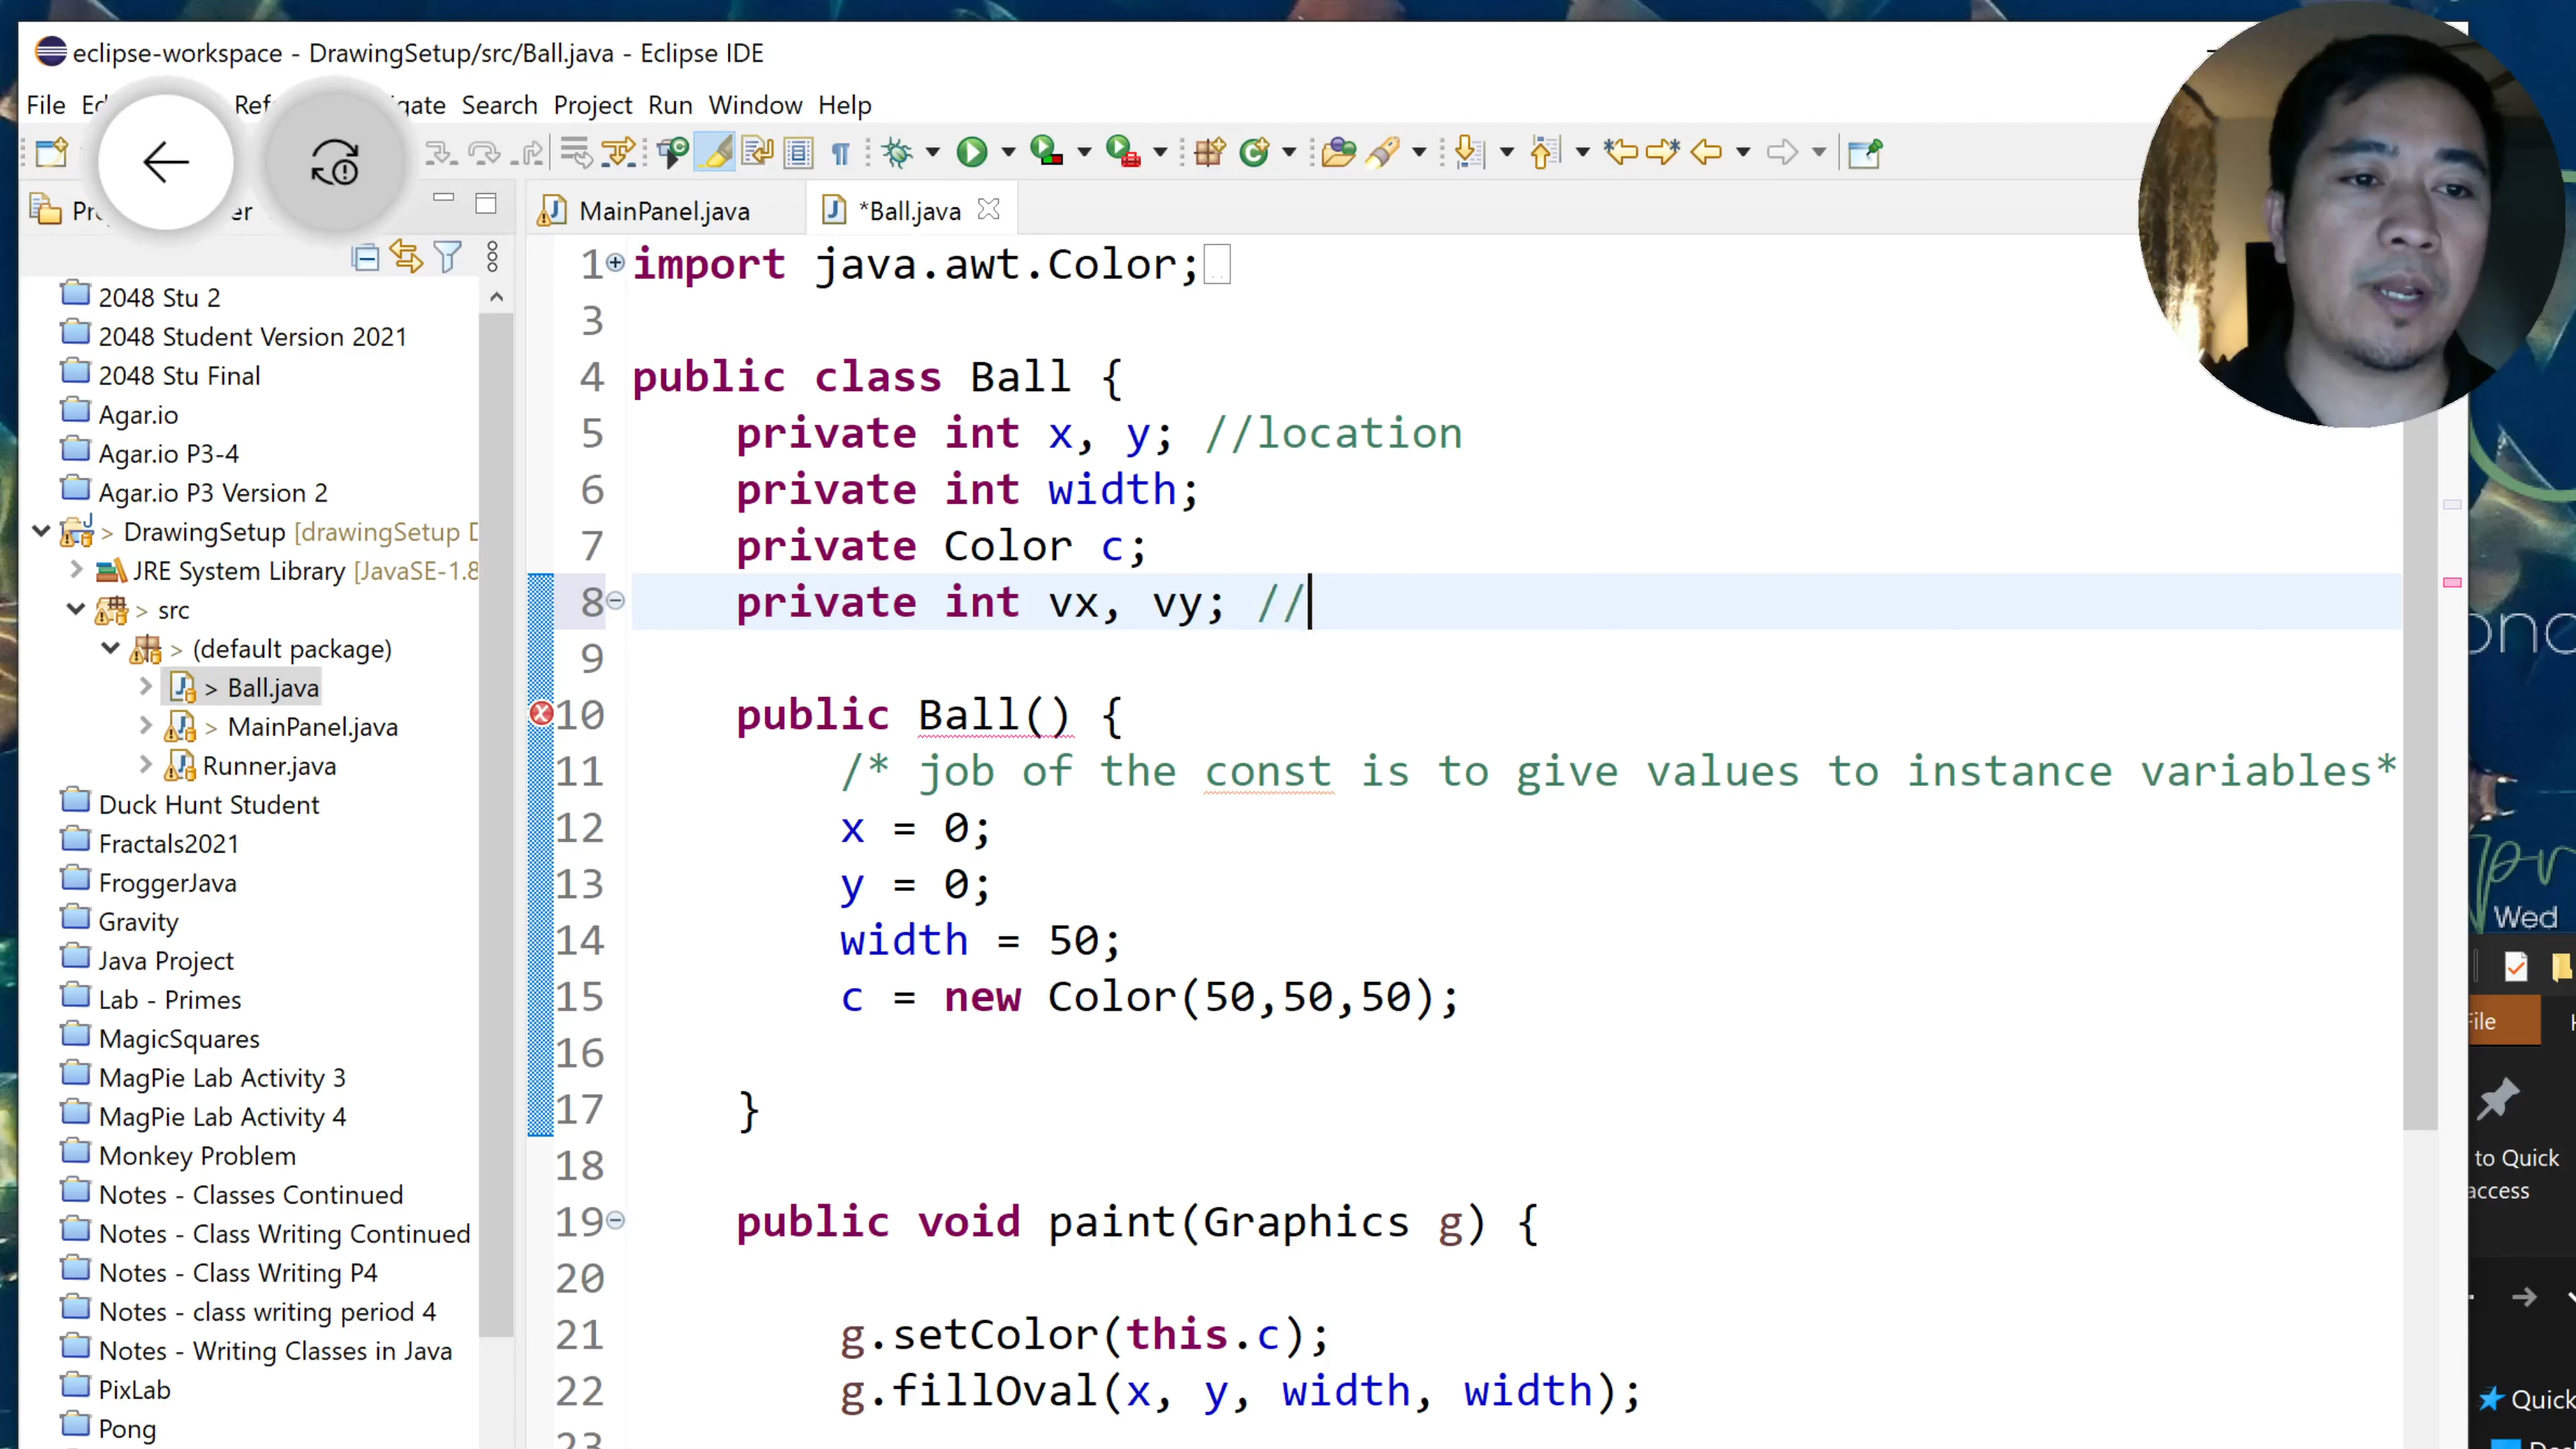 eclipse-workspace - DrawingSetup/src/Ball.java - Eclipse IDE
File Ed Ref gate Search Project Run Window Help
Pr er
MainPanel.java
*Ball.java
2048 Stu 2
2048 Student Version 2021
2048 Stu Final
Agar.io
Agar.io P3-4
Agar.io P3 Version 2
> DrawingSetup [drawingSetup D
JRE System Library [JavaSE-1.8
> src
> (default package)
> Ball.java
> MainPanel.java
Runner.java
Duck Hunt Student
Fractals2021
FroggerJava
Gravity
Java Project
Lab - Primes
MagicSquares
MagPie Lab Activity 3
MagPie Lab Activity 4
Monkey Problem
Notes - Classes Continued
Notes - Class Writing Continued
Notes - Class Writing P4
Notes - class writing period 4
Notes - Writing Classes in Java
PixLab
Pong
1 import java.awt.Color;
3
4 public class Ball {
5 private int x, y; //location
6 private int width;
7 private Color c;
8 private int vx, vy; //
9
10 public Ball() {
11 /* job of the const is to give values to instance variables*
12 x = 0;
13 y = 0;
14 width = 50;
15 c = new Color(50,50,50);
16
17 }
18
19 public void paint(Graphics g) {
20
21 g.setColor(this.c);
22 g.fillOval(x, y, width, width);
23
Wed
File
to Quick
access
Quick